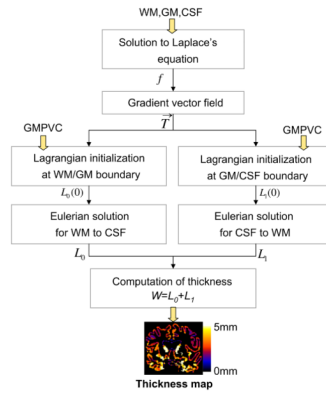 WM,GM,CSF
Solution to Laplace's
equation
f
Gradient vector field
T
GMPVC
GMPVC
Lagrangian initialization
at WM/GM boundary
Lagrangian initialization
at GM/CSF boundary
L₀(0)
L₁(0)
Eulerian solution
for WM to CSF
Eulerian solution
for CSF to WM
L₀
L₁
Computation of thickness
W=L₀+L₁
5mm
0mm
Thickness map